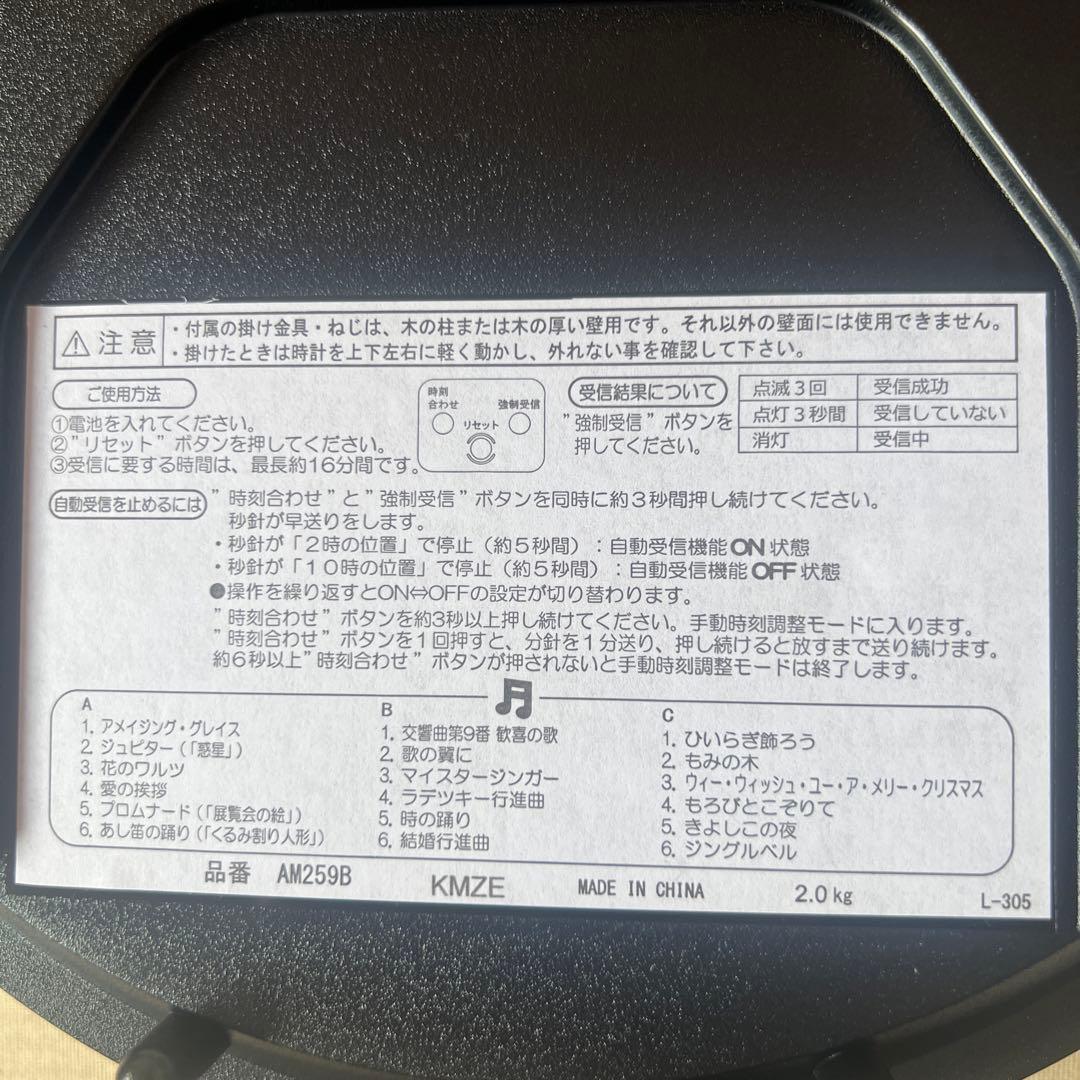 ⚠注意
・付属の掛け金具・ねじは、木の柱または木の厚い壁用です。それ以外の壁面には使用できません。
・掛けたときは時計を上下左右に軽く動かし、外れない事を確認して下さい。
ご使用方法
①電池を入れてください。
②"リセット"ボタンを押してください。
③受信に要する時間は、最長約16分間です。
時刻
合わせ
リセット
強制受信
受信結果について
"強制受信"ボタンを
押してください。
点滅3回 受信成功
点灯3秒間 受信していない
消灯 受信中
自動受信を止めるには
"時刻合わせ"と"強制受信"ボタンを同時に約3秒間押し続けてください。
秒針が早送りをします。
・秒針が「2時の位置」で停止（約5秒間）：自動受信機能ON状態
・秒針が「10時の位置」で停止（約5秒間）：自動受信機能OFF状態
●操作を繰り返すとON⇔OFFの設定が切り替わります。
"時刻合わせ"ボタンを約3秒以上押し続けてください。手動時刻調整モードに入ります。
"時刻合わせ"ボタンを1回押すと、分針を1分送り、押し続けると放すまで送り続けます。
約6秒以上"時刻合わせ"ボタンが押されないと手動時刻調整モードは終了します。
A
1. アメイジング・グレイス
2. ジュピター（「惑星」）
3. 花のワルツ
4. 愛の挨拶
5. プロムナード（「展覧会の絵」）
6. あし笛の踊り（「くるみ割り人形」）
B
1. 交響曲第9番 歓喜の歌
2. 歌の翼に
3. マイスタージンガー
4. ラデツキー行進曲
5. 時の踊り
6. 結婚行進曲
C
1. ひいらぎ飾ろう
2. もみの木
3. ウィー・ウィッシュ・ユー・ア・メリー・クリスマス
4. もろびとこぞりて
5. きよしこの夜
6. ジングルベル
品番 AM259B
KMZE
MADE IN CHINA
2.0kg
L-305